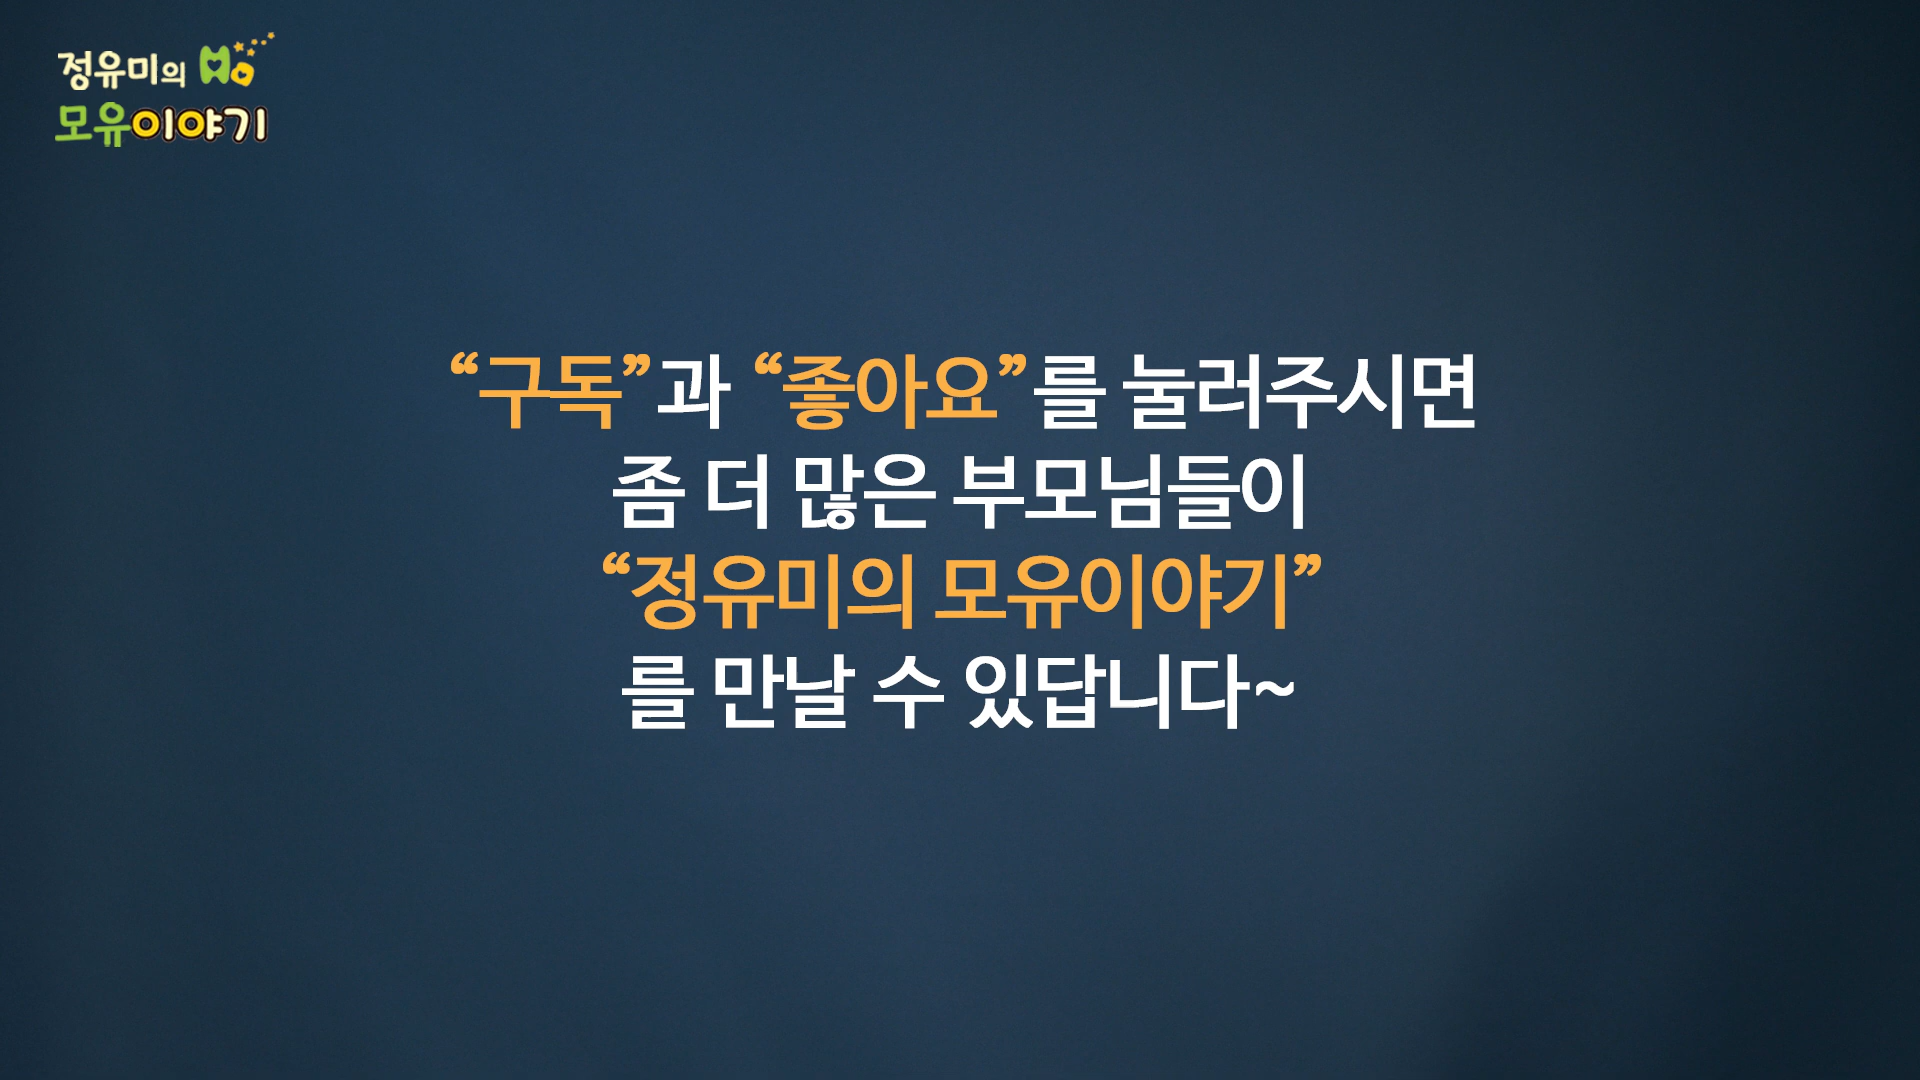 정유미의
모유이야기
“구독”과 “좋아요”를 눌러주시면
좀 더 많은 부모님들이
“정유미의 모유이야기”
를 만날 수 있답니다~